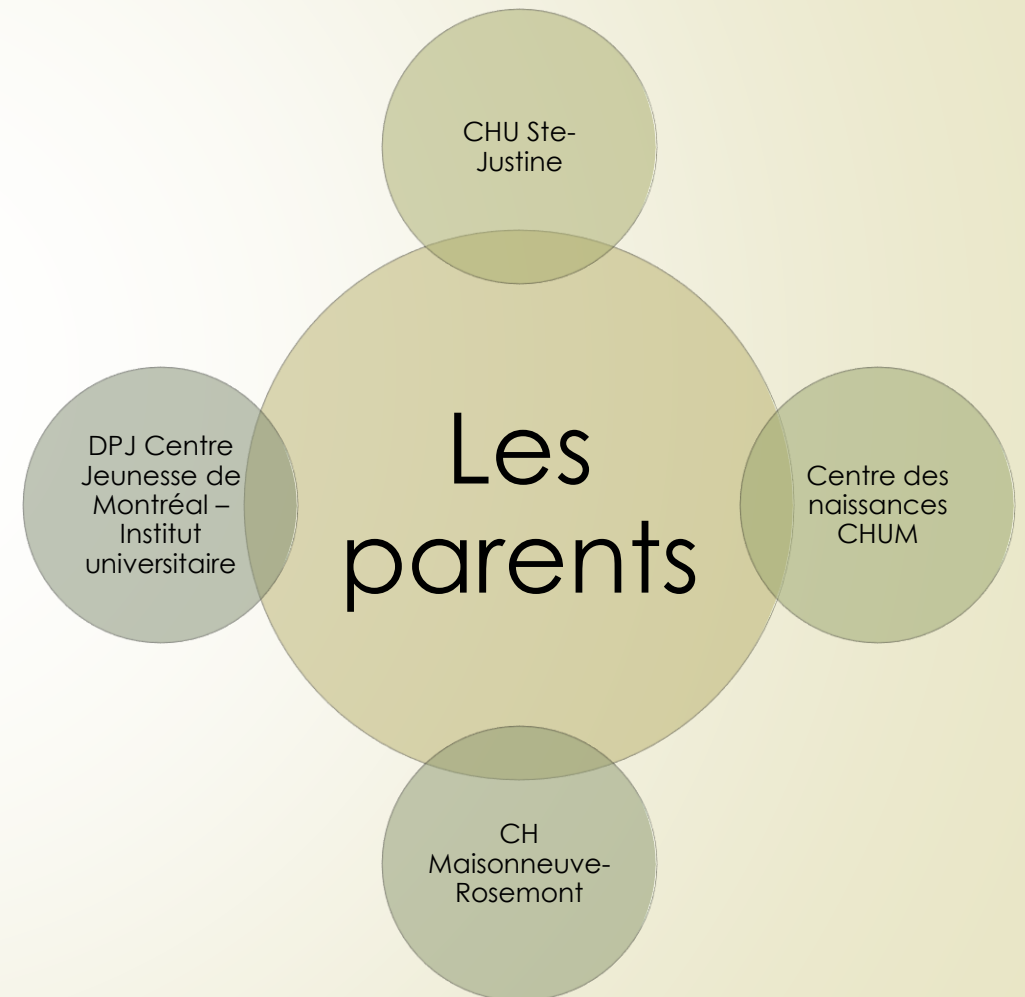 CHU Ste-
Justine
DPJ Centre
Jeunesse de
Montréal –
Institut
universitaire
Les
parents
Centre des
naissances
CHUM
CH
Maisonneuve-
Rosemont